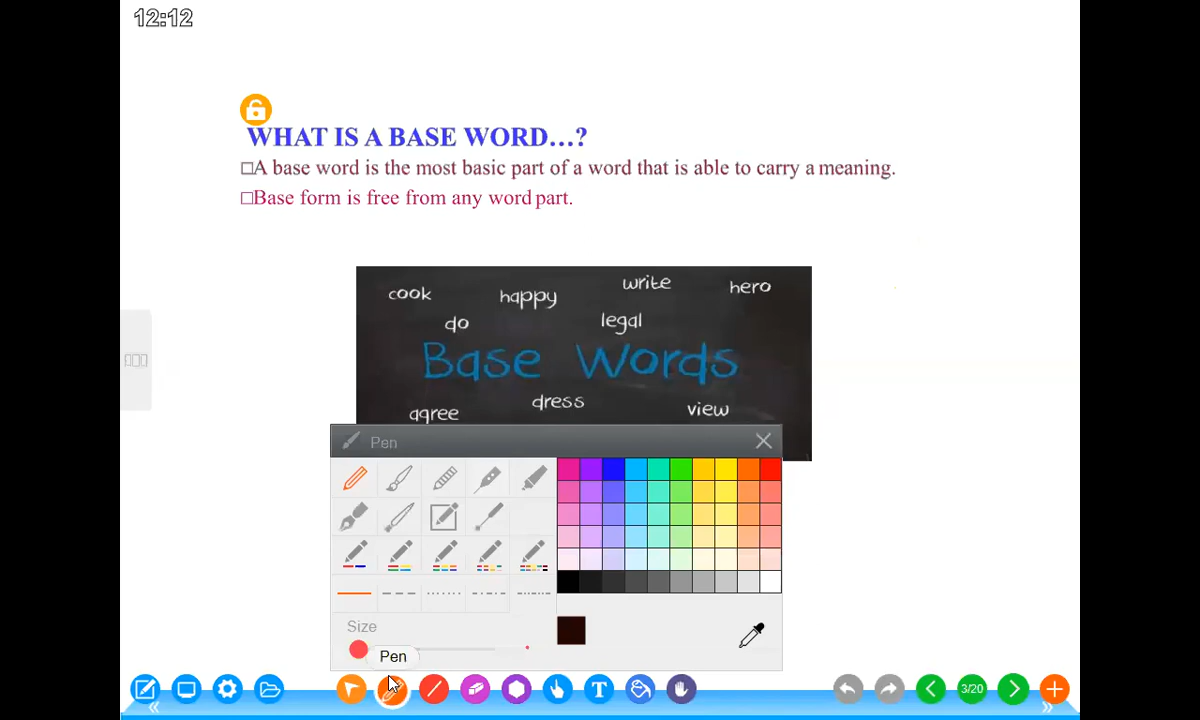 12:12
WHAT IS A BASE WORD…?
□A base word is the most basic part of a word that is able to carry a meaning.
□Base form is free from any word part.
cook happy write hero
do legal
Base Words
agree dress view
Pen
Size
Pen
T
3/20